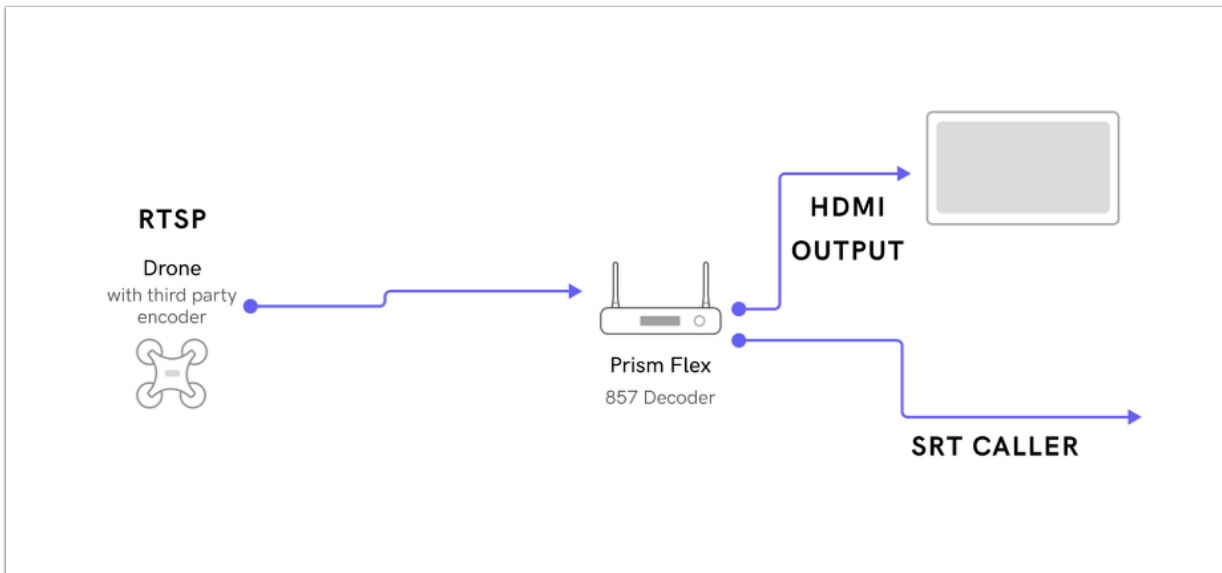 RTSP
Drone
with third party
encoder
HDMI
OUTPUT
Prism Flex
857 Decoder
SRT CALLER